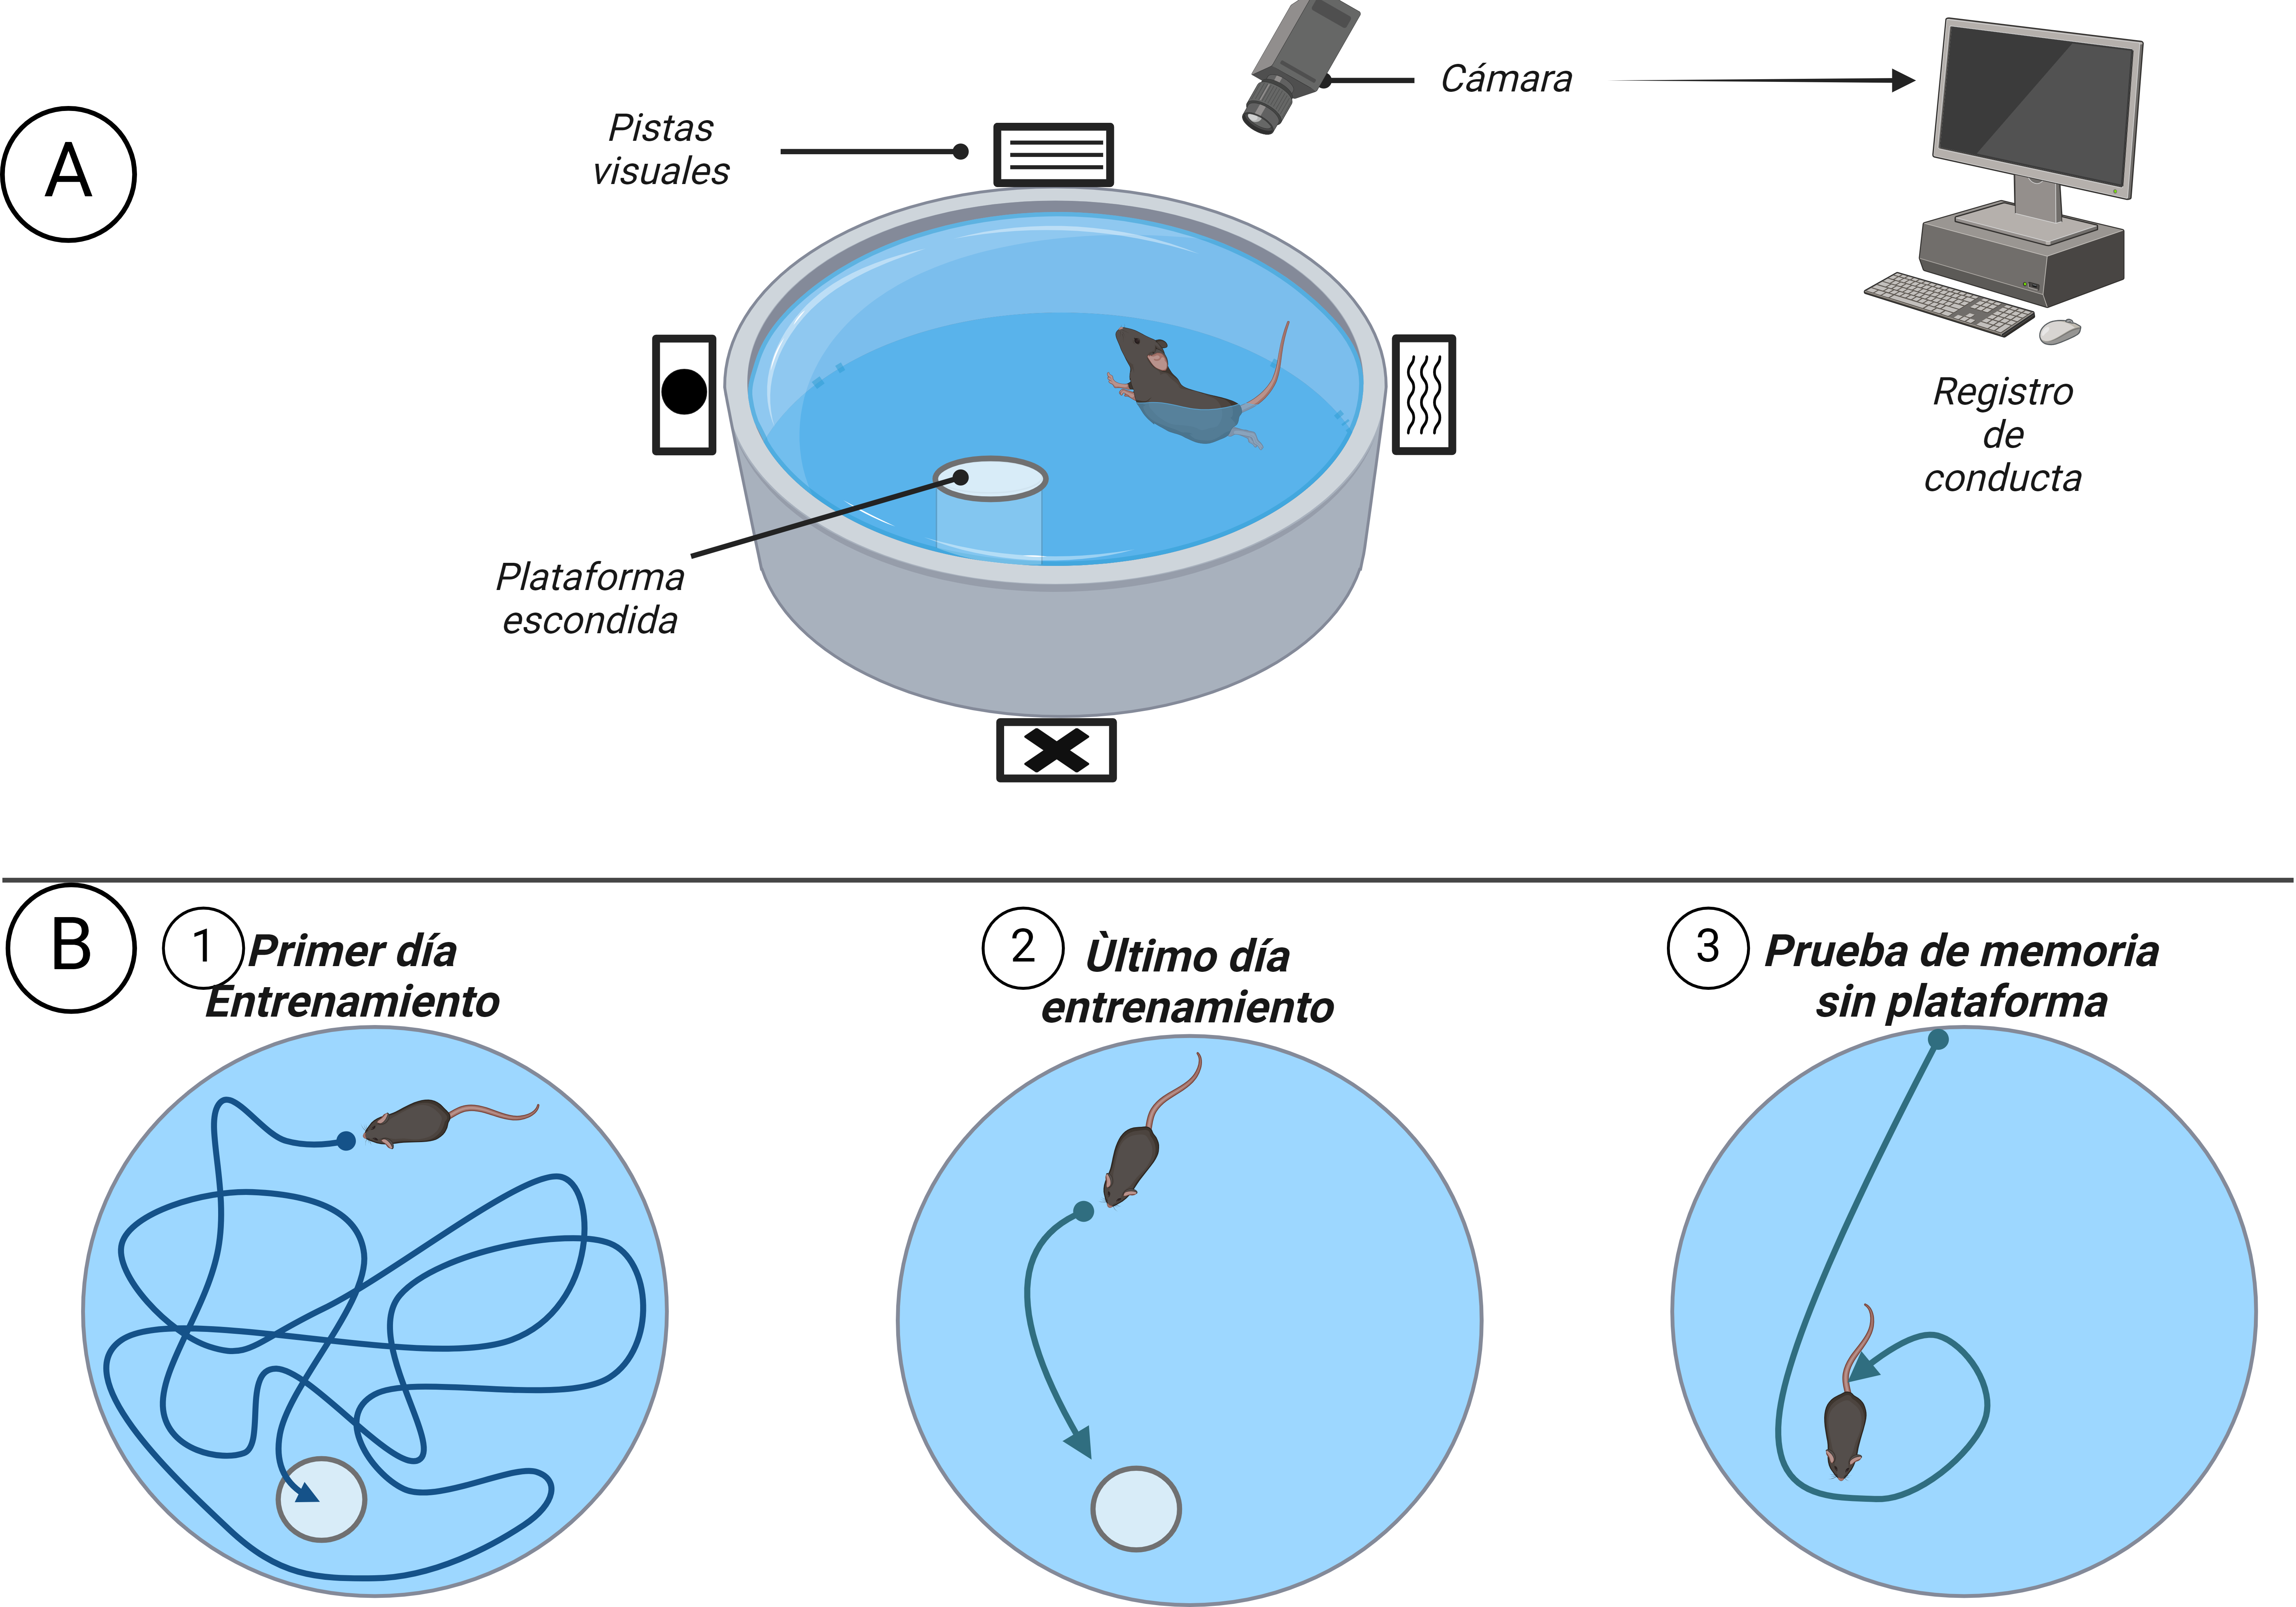 A
Pistas
visuales
Cámara
Registro
de
conducta
Plataforma
escondida
B
1
Primer día
Entrenamiento
2
Ùltimo día
entrenamiento
3
Prueba de memoria
sin plataforma